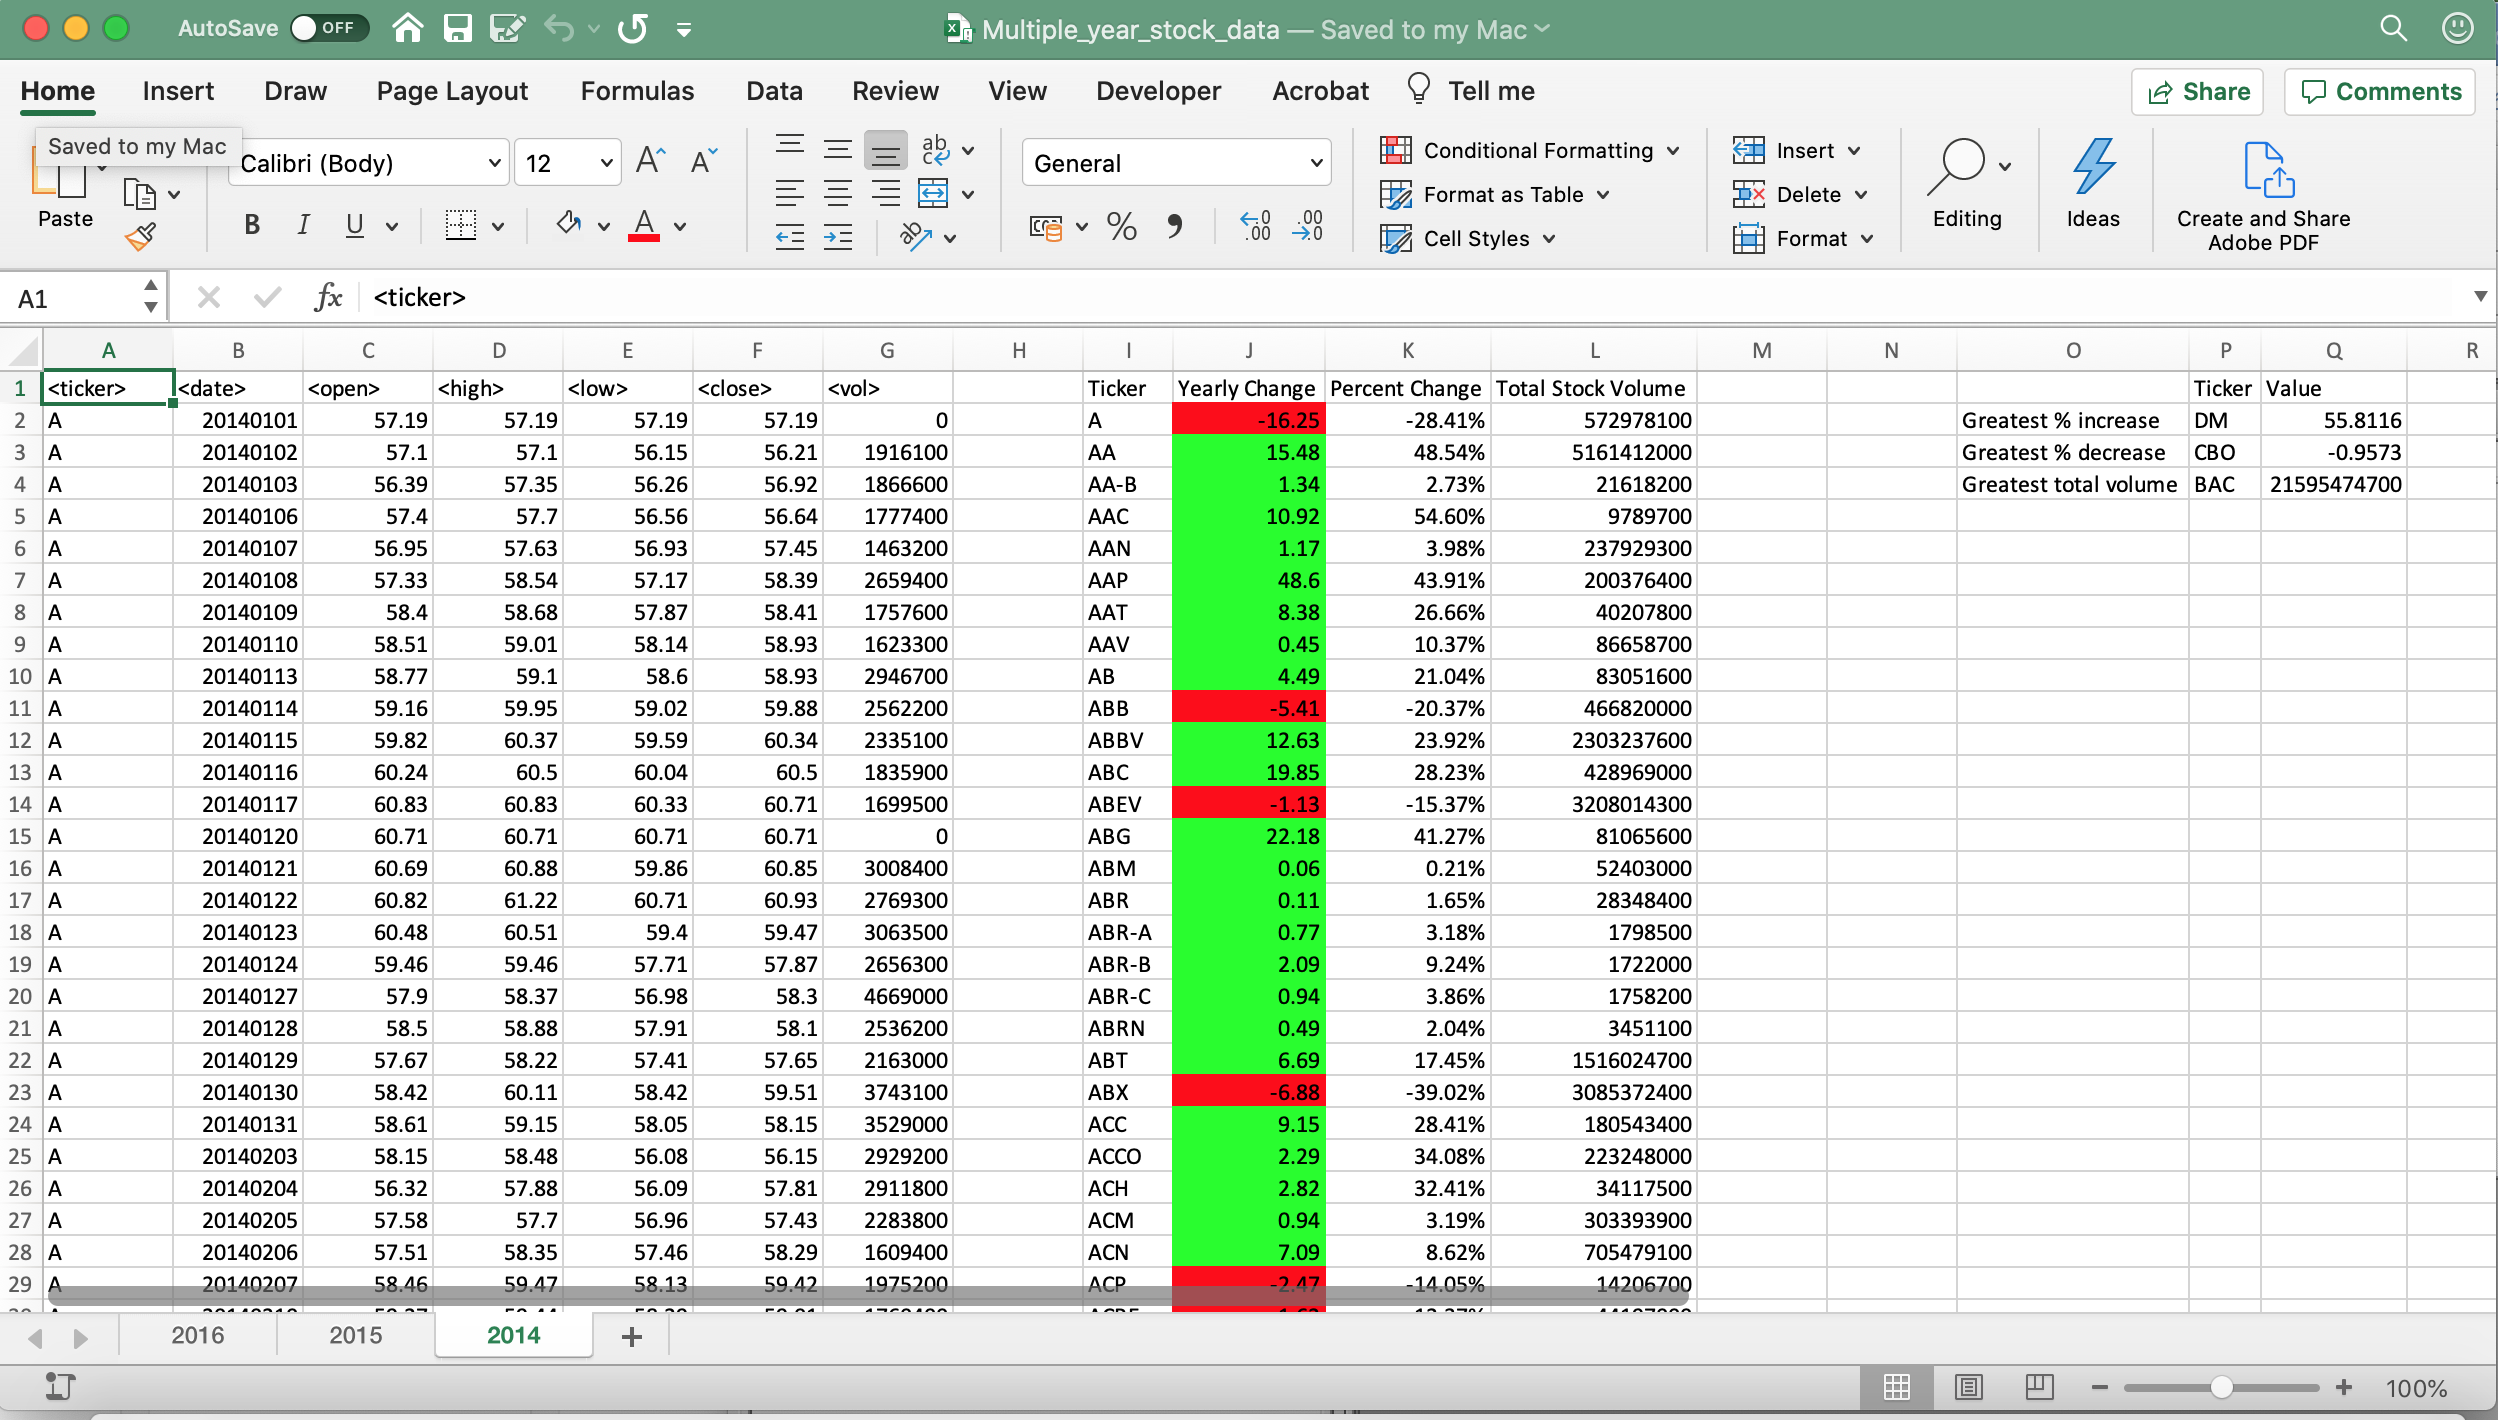 AutoSave OFF Multiple_year_stock_data — Saved to my Mac
Home Insert Draw Page Layout Formulas Data Review View Developer Acrobat Tell me Share Comments
Saved to my Mac
Paste Calibri (Body) 12 General Conditional Formatting Format as Table Cell Styles Insert Delete Format Editing Ideas Create and Share Adobe PDF
A1 fx <ticker>
A B C D E F G H I J K L M N O P Q R
1 <ticker> <date> <open> <high> <low> <close> <vol> Ticker Yearly Change Percent Change Total Stock Volume Ticker Value
2 A 20140101 57.19 57.19 57.19 57.19 0 A -16.25 -28.41% 572978100 Greatest % increase DM 55.8116
3 A 20140102 57.1 57.1 56.15 56.21 1916100 AA 15.48 48.54% 5161412000 Greatest % decrease CBO -0.9573
4 A 20140103 56.39 57.35 56.26 56.92 1866600 AA-B 1.34 2.73% 21618200 Greatest total volume BAC 21595474700
5 A 20140106 57.4 57.7 56.56 56.64 1777400 AAC 10.92 54.60% 9789700
6 A 20140107 56.95 57.63 56.93 57.45 1463200 AAN 1.17 3.98% 237929300
7 A 20140108 57.33 58.54 57.17 58.39 2659400 AAP 48.6 43.91% 200376400
8 A 20140109 58.4 58.68 57.87 58.41 1757600 AAT 8.38 26.66% 40207800
9 A 20140110 58.51 59.01 58.14 58.93 1623300 AAV 0.45 10.37% 86658700
10 A 20140113 58.77 59.1 58.6 58.93 2946700 AB 4.49 21.04% 83051600
11 A 20140114 59.16 59.95 59.02 59.88 2562200 ABB -5.41 -20.37% 466820000
12 A 20140115 59.82 60.37 59.59 60.34 2335100 ABBV 12.63 23.92% 2303237600
13 A 20140116 60.24 60.5 60.04 60.5 1835900 ABC 19.85 28.23% 428969000
14 A 20140117 60.83 60.83 60.33 60.71 1699500 ABEV -1.13 -15.37% 3208014300
15 A 20140120 60.71 60.71 60.71 60.71 0 ABG 22.18 41.27% 81065600
16 A 20140121 60.69 60.88 59.86 60.85 3008400 ABM 0.06 0.21% 52403000
17 A 20140122 60.82 61.22 60.71 60.93 2769300 ABR 0.11 1.65% 28348400
18 A 20140123 60.48 60.51 59.4 59.47 3063500 ABR-A 0.77 3.18% 1798500
19 A 20140124 59.46 59.46 57.71 57.87 2656300 ABR-B 2.09 9.24% 1722000
20 A 20140127 57.9 58.37 56.98 58.3 4669000 ABR-C 0.94 3.86% 1758200
21 A 20140128 58.5 58.88 57.91 58.1 2536200 ABRN 0.49 2.04% 3451100
22 A 20140129 57.67 58.22 57.41 57.65 2163000 ABT 6.69 17.45% 1516024700
23 A 20140130 58.42 60.11 58.42 59.51 3743100 ABX -6.88 -39.02% 3085372400
24 A 20140131 58.61 59.15 58.05 58.15 3529000 ACC 9.15 28.41% 180543400
25 A 20140203 58.15 58.48 56.08 56.15 2929200 ACCO 2.29 34.08% 223248000
26 A 20140204 56.32 57.88 56.09 57.81 2911800 ACH 2.82 32.41% 34117500
27 A 20140205 57.58 57.7 56.96 57.43 2283800 ACM 0.94 3.19% 303393900
28 A 20140206 57.51 58.35 57.46 58.29 1609400 ACN 7.09 8.62% 705479100
29 A 20140207 58.46 59.47 58.13 59.42 1975200 ACP -2.47 -14.05% 14206700
2016 2015 2014 +
100%